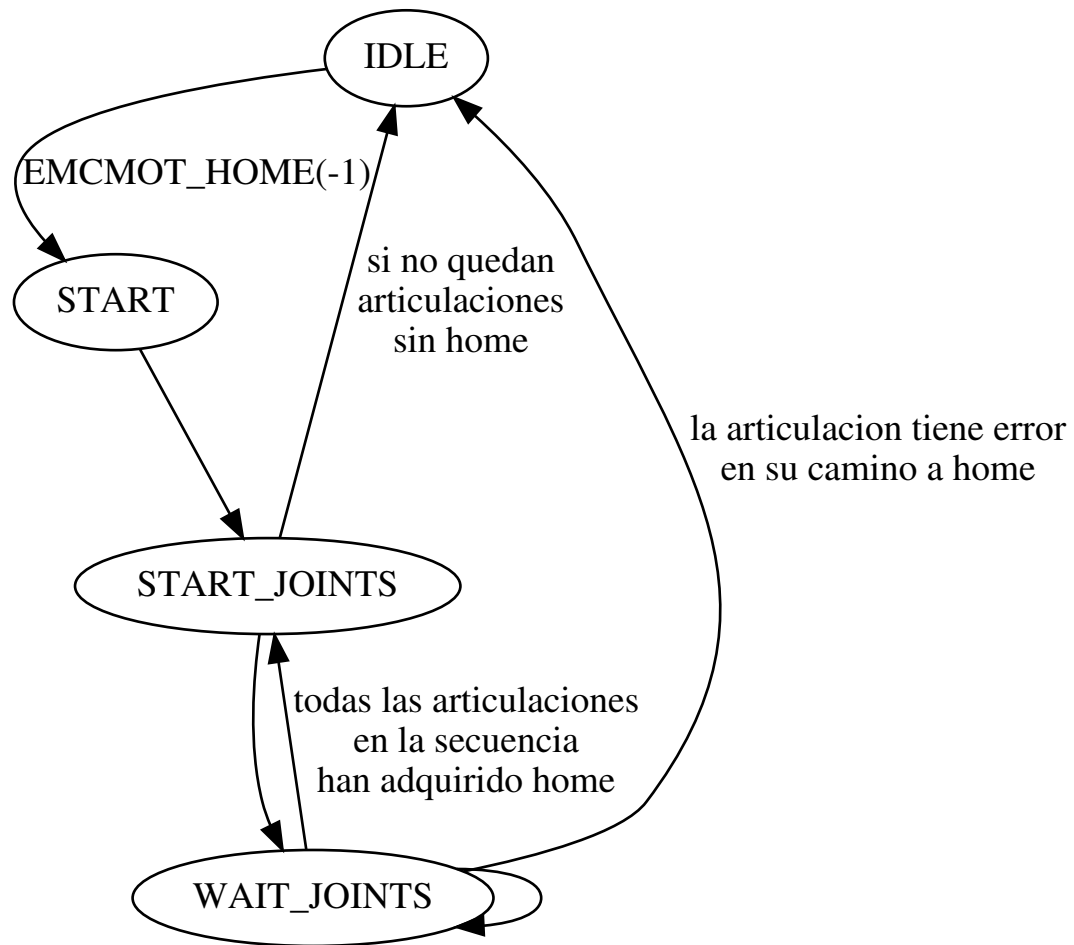 IDLE
EMCMOT_HOME(-1)
si no quedan
articulaciones
sin home
START
la articulacion tiene error
en su camino a home
START_JOINTS
todas las articulaciones
en la secuencia
han adquirido home
WAIT_JOINTS